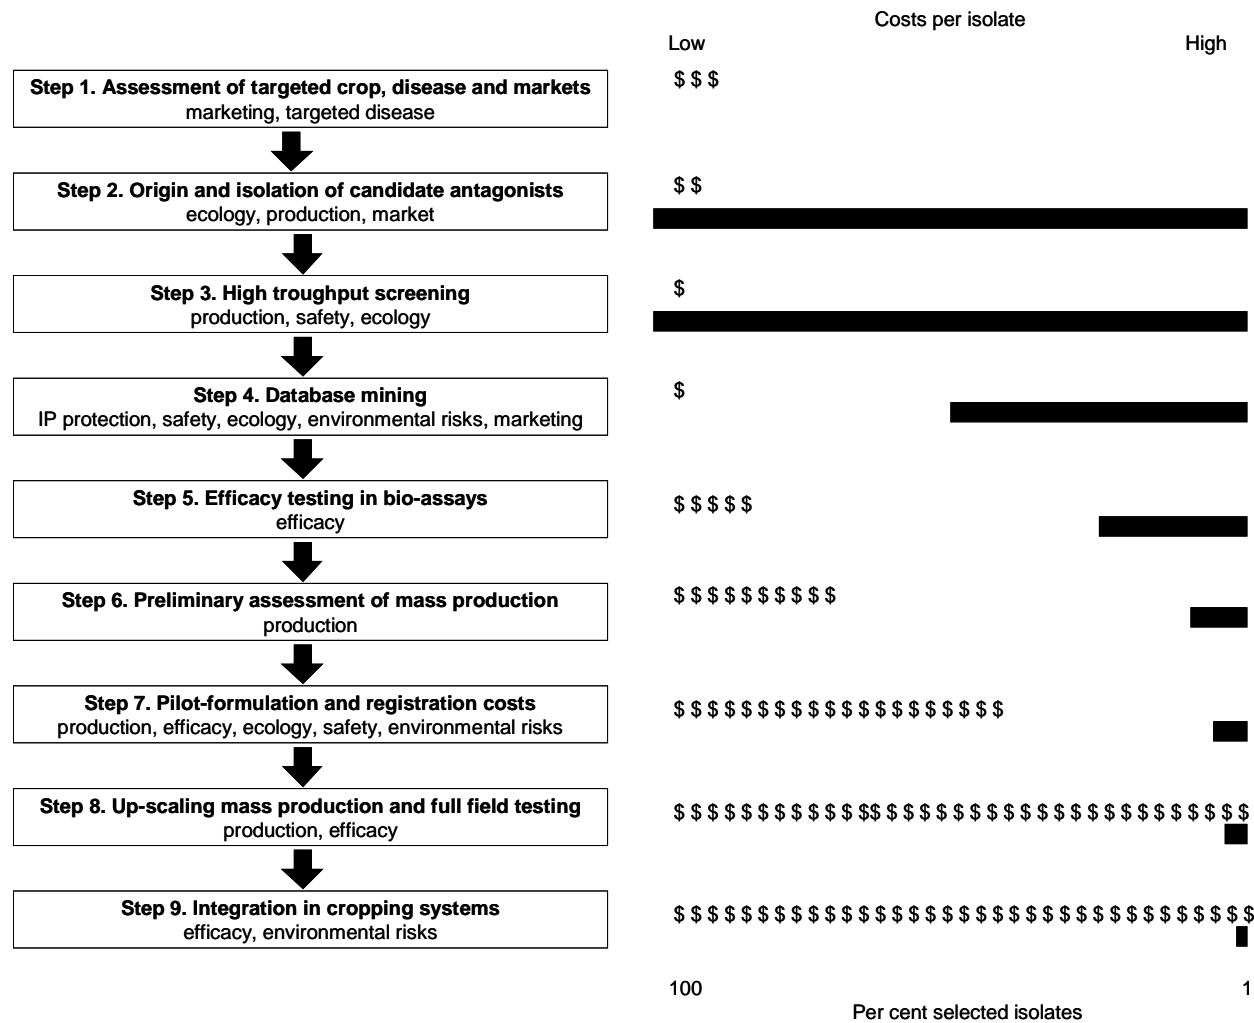 Costs per isolate
Low High
Step 1. Assessment of targeted crop, disease and markets
marketing, targeted disease
$ $ $
Step 2. Origin and isolation of candidate antagonists
ecology, production, market
$ $
Step 3. High troughput screening
production, safety, ecology
$
Step 4. Database mining
IP protection, safety, ecology, environmental risks, marketing
$
Step 5. Efficacy testing in bio-assays
efficacy
$ $ $ $ $
Step 6. Preliminary assessment of mass production
production
$ $ $ $ $ $ $ $ $ $
Step 7. Pilot-formulation and registration costs
production, efficacy, ecology, safety, environmental risks
$ $ $ $ $ $ $ $ $ $ $ $ $ $ $ $ $ $ $ $
Step 8. Up-scaling mass production and full field testing
production, efficacy
$ $ $ $ $ $ $ $ $ $ $ $$ $ $ $ $ $ $ $ $ $ $ $ $ $ $ $ $ $ $ $ $ $ $
Step 9. Integration in cropping systems
efficacy, environmental risks
$ $ $ $ $ $ $ $ $ $ $ $ $ $ $ $ $ $ $ $ $ $ $ $ $ $ $ $ $ $ $ $ $ $ $
100 1
Per cent selected isolates